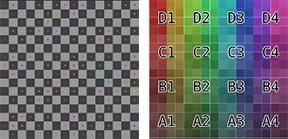 D1 D2 D3 D4
C1 C2 C3 C4
B1 B2 B3 B4
A1 A2 A3 A4